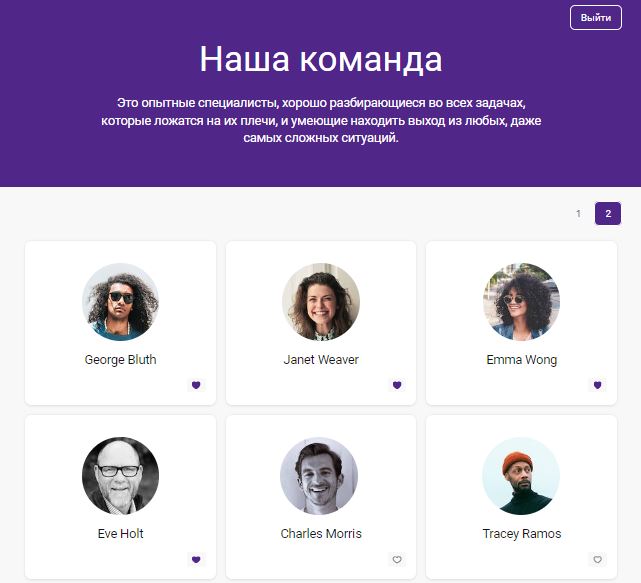 Выйти
Наша команда
Это опытные специалисты, хорошо разбирающиеся во всех задачах,
которые ложатся на их плечи, и умеющие находить выход из любых, даже
самых сложных ситуаций.
1 2
George Bluth
Janet Weaver
Emma Wong
Eve Holt
Charles Morris
Tracey Ramos